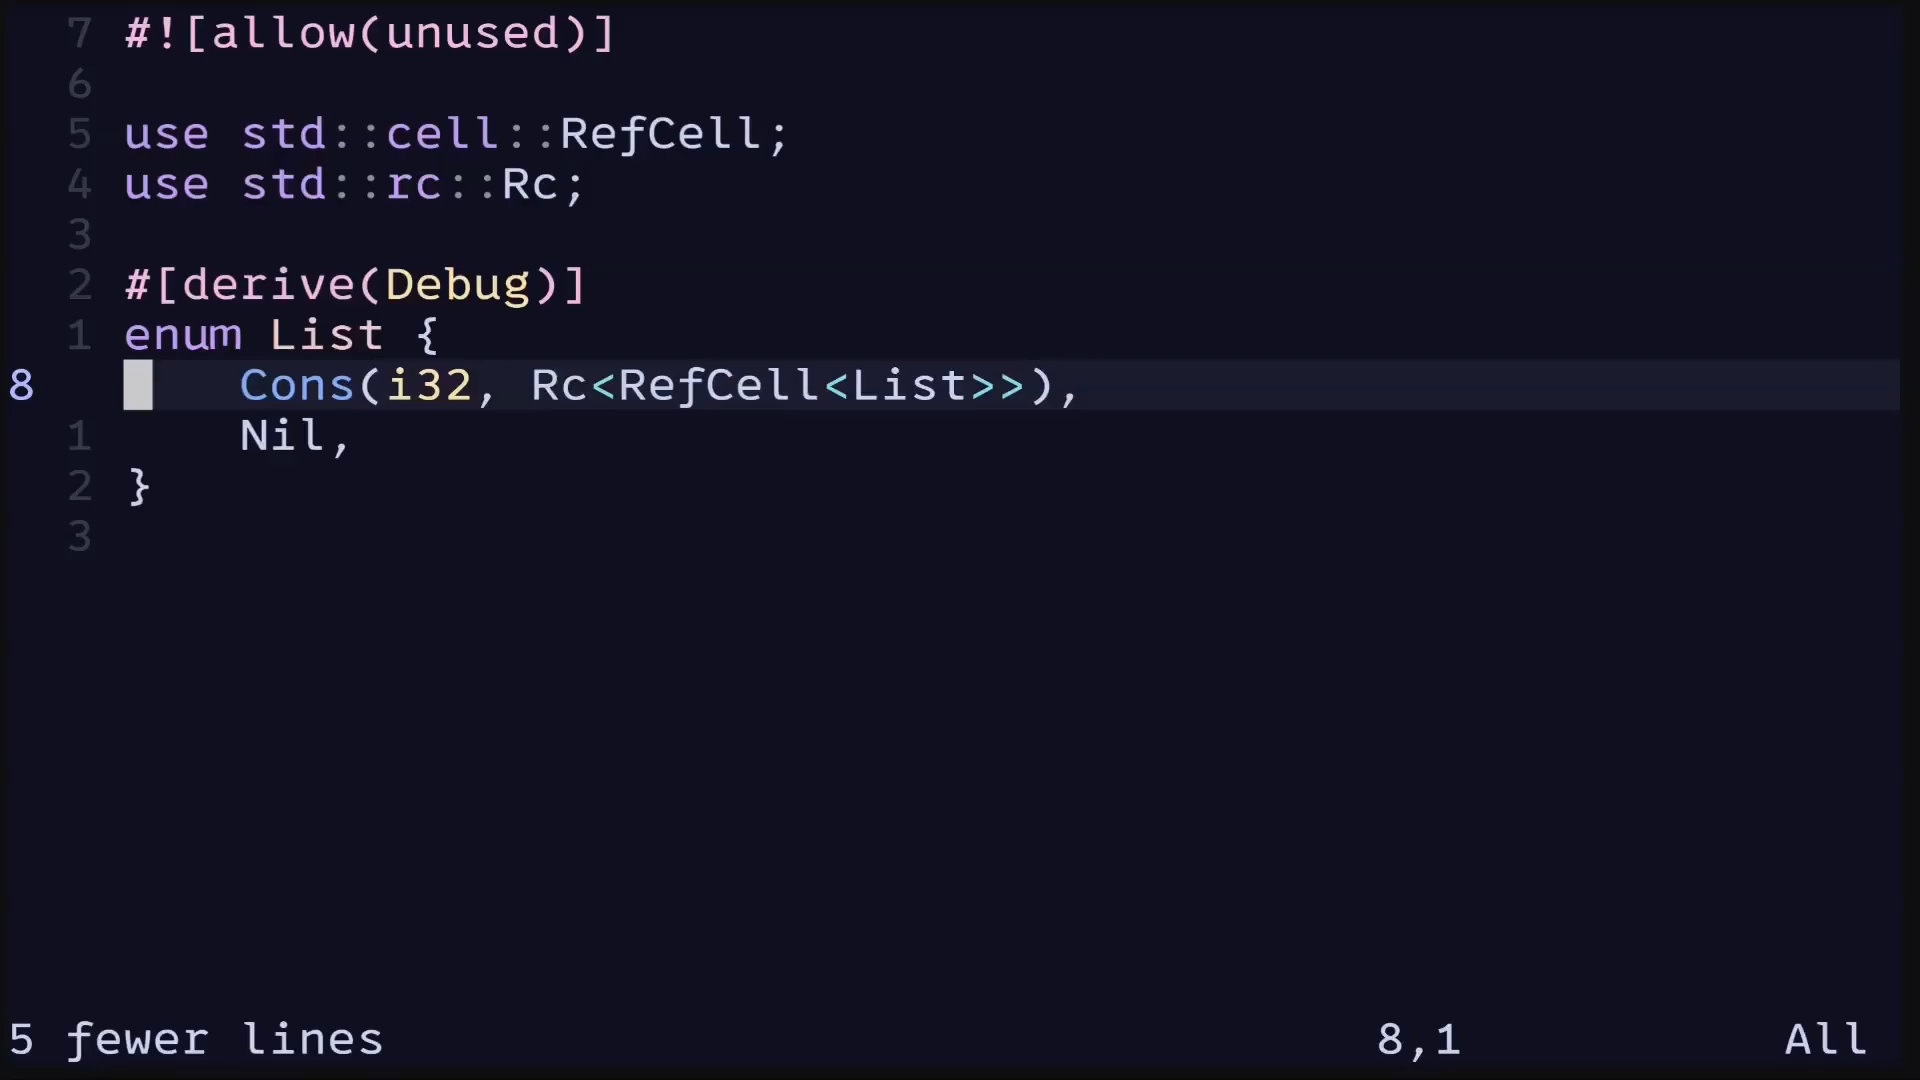 7 #![allow(unused)]
6
5 use std::cell::RefCell;
4 use std::rc::Rc;
3
2 #[derive(Debug)]
1 enum List {
8 Cons(i32, Rc<RefCell<List>>),
1 Nil,
2 }
3
5 fewer lines 8,1 All